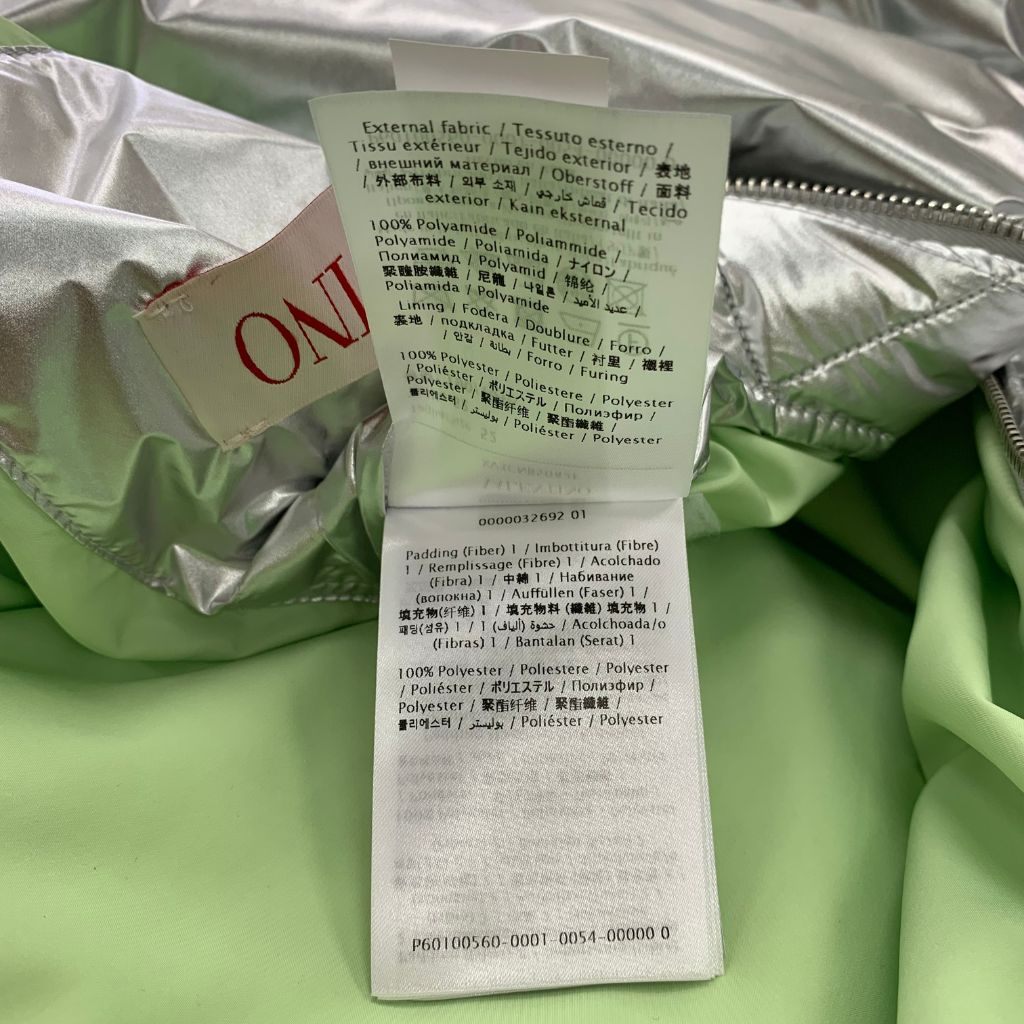 External fabric / Tessuto esterno /
Tissu extérieur / Tejido exterior / 表地
/ внешний материал / Oberstoff / 面料
/ 外部布料 / 외부 소재 / قماش خارجي / Tecido
exterior / Kain eksternal
100% Polyamide / Poliammide /
Polyamide / Poliamida / ナイロン /
Полиамид / Polyamid / 锦纶 /
聚醯胺纖維 / 尼龍 / 나일론 / عديد الأميد /
Poliamida / Polyamide
Lining / Fodera / Doublure / Forro /
裏地 / подкладка / Futter / 衬里 / 襯裡
/ 안감 / بطانة / Forro / Furing
100% Polyester / Poliestere / Polyester
/ Poliéster / ポリエステル / Полиэфир /
Polyester / 聚酯纤维 / 聚酯纖維 /
폴리에스터 / بوليستر / Poliéster / Polyester
INO
0000032692 01
Padding (Fiber) 1 / Imbottitura (Fibre)
1 / Remplissage (Fibre) 1 / Acolchado
(Fibra) 1 / 中綿 1 / Набивание
(волокна) 1 / Auffüllen (Faser) 1 /
填充物(纤维) 1 / 填充物料 (纖維) 填充物 1 /
패딩(섬유) 1 / حشوة (ألياف) 1 / Acolchoada/o
(Fibras) 1 / Bantalan (Serat) 1
100% Polyester / Poliestere / Polyester
/ Poliéster / ポリエステル / Полиэфир /
Polyester / 聚酯纤维 / 聚酯纖維 /
폴리에스터 / بوليستر / Poliéster / Polyester
P60100560-0001-0054-00000 0